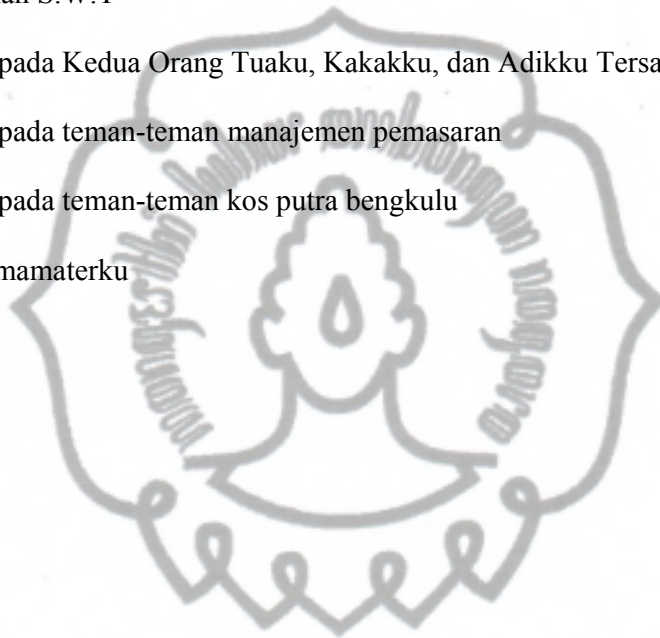 S.W.T
pada Kedua Orang Tuaku, Kakakku, dan Adikku Tersa
pada teman-teman manajemen pemasaran
pada teman-teman kos putra bengkulu
mamaterku